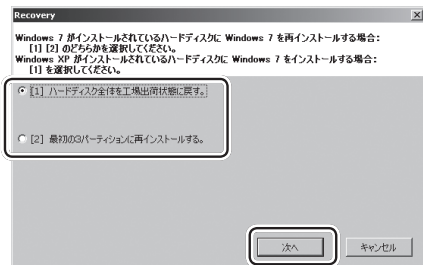 Recovery
Windows 7 がインストールされているハードディスクに Windows 7 を再インストールする場合:
[1] [2] のどちらかを選択してください。
Windows XP がインストールされているハードディスクに Windows 7 をインストールする場合:
[1] を選択してください。
[1] ハードディスク全体を工場出荷状態に戻す。
[2] 最初の3パーティションに再インストールする。
次へ
キャンセル